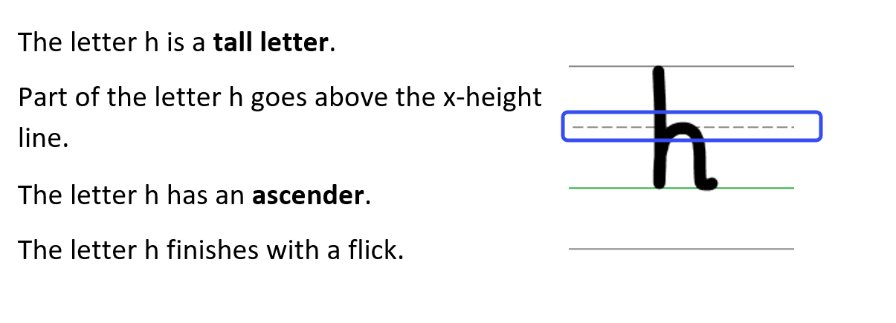 The letter h is a tall letter.
Part of the letter h goes above the x-height
line.
The letter h has an ascender.
The letter h finishes with a flick.
h